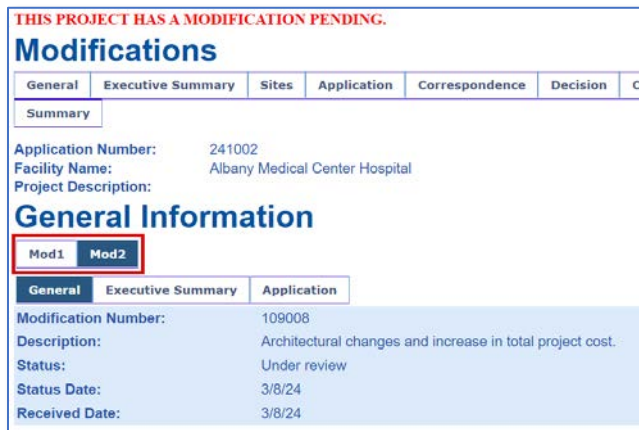 THIS PROJECT HAS A MODIFICATION PENDING.
Modifications
General Executive Summary Sites Application Correspondence Decision
Summary
Application Number: 241002
Facility Name: Albany Medical Center Hospital
Project Description:
General Information
Mod1 Mod2
General Executive Summary Application
Modification Number: 109008
Description: Architectural changes and increase in total project cost.
Status: Under review
Status Date: 3/8/24
Received Date: 3/8/24